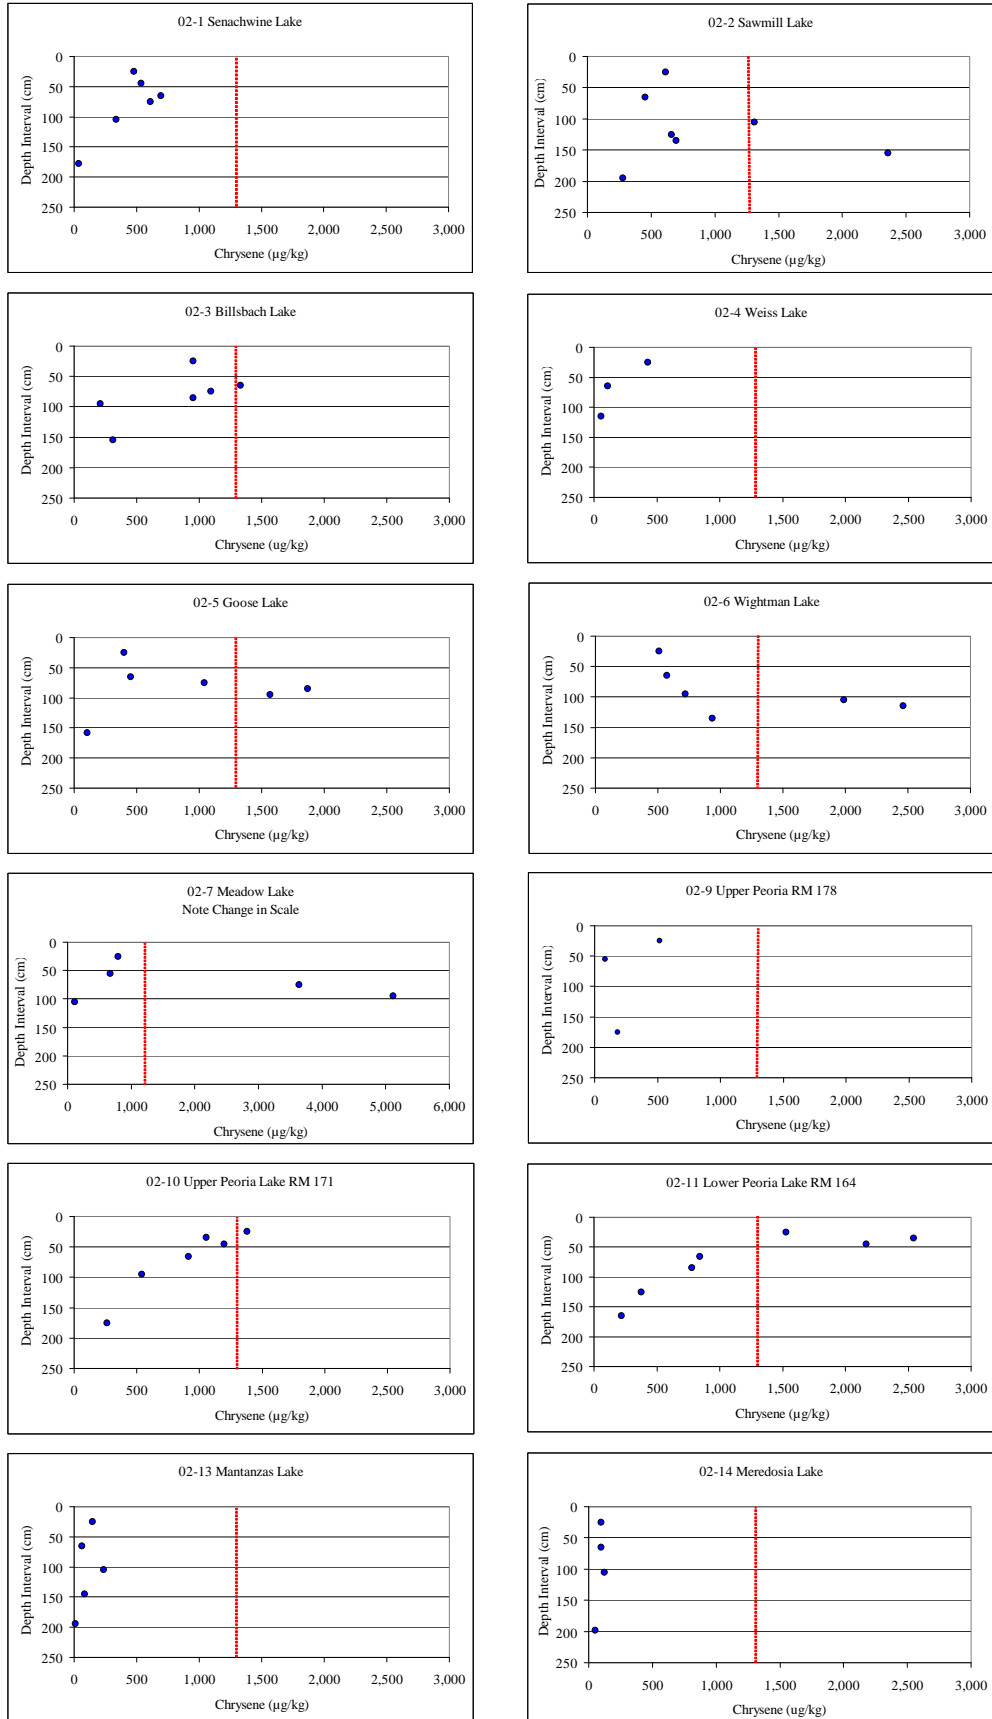 02-1 Senachwine Lake
0
50
100
150
200
250
Depth Interval (cm)
0 500 1,000 1,500 2,000 2,500 3,000
Chrysene (µg/kg)
02-2 Sawmill Lake
0
50
100
150
200
250
Depth Interval (cm)
0 500 1,000 1,500 2,000 2,500 3,000
Chrysene (µg/kg)
02-3 Billsbach Lake
0
50
100
150
200
250
Depth Interval (cm)
0 500 1,000 1,500 2,000 2,500 3,000
Chrysene (ug/kg)
02-4 Weiss Lake
0
50
100
150
200
250
Depth Interval (cm)
0 500 1,000 1,500 2,000 2,500 3,000
Chrysene (µg/kg)
02-5 Goose Lake
0
50
100
150
200
250
Depth Interval (cm)
0 500 1,000 1,500 2,000 2,500 3,000
Chrysene (µg/kg)
02-6 Wightman Lake
0
50
100
150
200
250
Depth Interval (cm)
0 500 1,000 1,500 2,000 2,500 3,000
Chrysene (µg/kg)
02-7 Meadow Lake
Note Change in Scale
0
50
100
150
200
250
Depth Interval (cm)
0 1,000 2,000 3,000 4,000 5,000 6,000
Chrysene (µg/kg)
02-9 Upper Peoria RM 178
0
50
100
150
200
250
Depth Interval (cm)
0 500 1,000 1,500 2,000 2,500 3,000
Chrysene (µg/kg)
02-10 Upper Peoria Lake RM 171
0
50
100
150
200
250
Depth Interval (cm)
0 500 1,000 1,500 2,000 2,500 3,000
Chrysene (µg/kg)
02-11 Lower Peoria Lake RM 164
0
50
100
150
200
250
Depth Interval (cm)
0 500 1,000 1,500 2,000 2,500 3,000
Chrysene (µg/kg)
02-13 Mantanzas Lake
0
50
100
150
200
250
Depth Interval (cm)
0 500 1,000 1,500 2,000 2,500 3,000
Chrysene (µg/kg)
02-14 Meredosia Lake
0
50
100
150
200
250
Depth Interval (cm)
0 500 1,000 1,500 2,000 2,500 3,000
Chrysene (µg/kg)